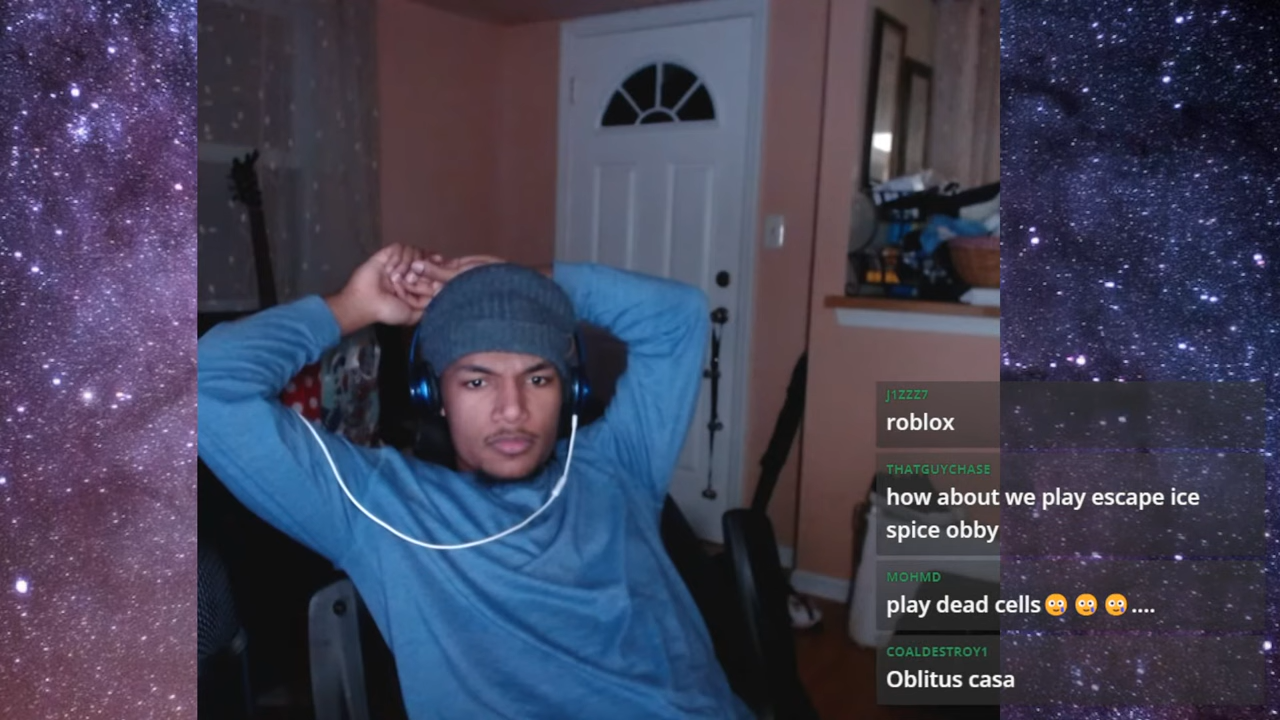 J1ZZZ7
roblox
THATGUYCHASE
how about we play escape ice
spice obby
MOHMD
play dead cells😳😳😳....
COALDESTROY1
Oblitus casa